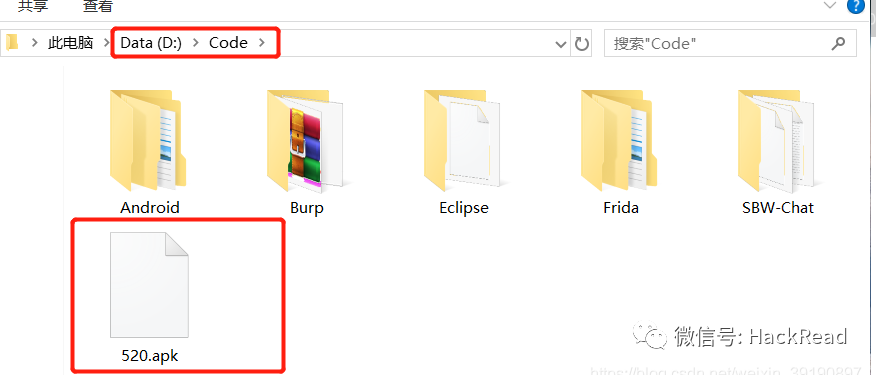 共享 查看
此电脑 Data (D:) Code 搜索"Code"
Android Burp Eclipse Frida SBW-Chat
520.apk
微信号: HackRead
https://blog.csdn.net/weixin_39190897